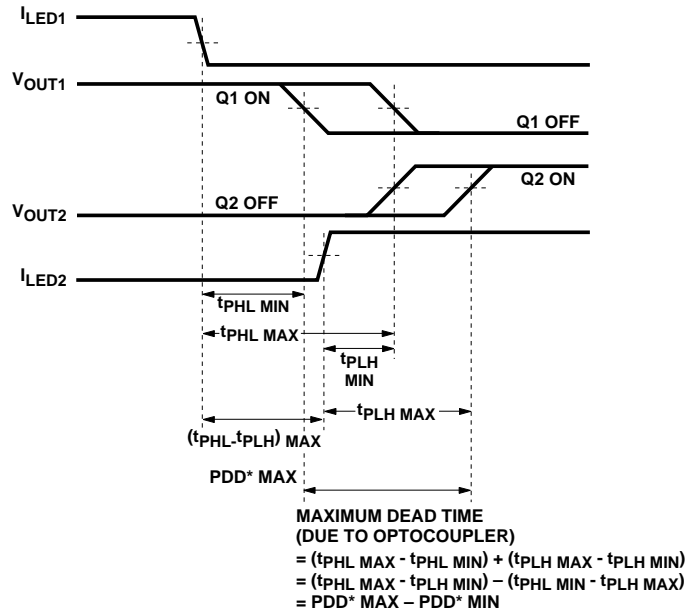 ILED1
VOUT1
Q1 ON
Q1 OFF
Q2 ON
Q2 OFF
VOUT2
ILED2
tPHL MIN
tPHL MAX
tPLH
MIN
tPLH MAX
(tPHL-tPLH) MAX
PDD* MAX
MAXIMUM DEAD TIME
(DUE TO OPTOCOUPLER)
= (tPHL MAX - tPHL MIN) + (tPLH MAX - tPLH MIN)
= (tPHL MAX - tPLH MIN) – (tPHL MIN - tPLH MAX)
= PDD* MAX – PDD* MIN